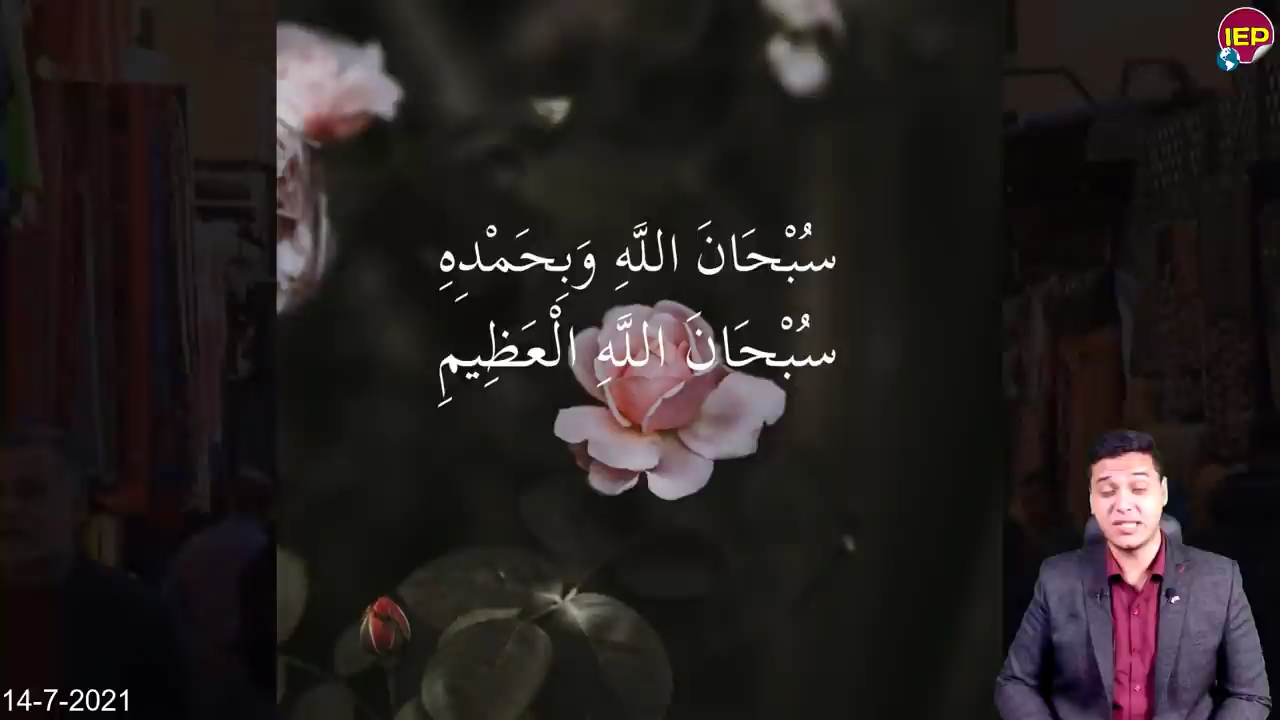 IEP
سُبْحَانَ اللَّهِ وَبِحَمْدِهِ
سُبْحَانَ اللَّهِ الْعَظِيمِ
14-7-2021